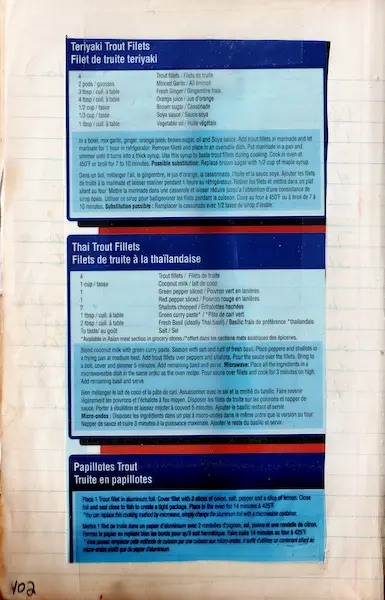 Teriyaki Trout Filets
Filet de truite teriyaki
4 Trout fillets / Filets de truite
2 pods / gousses Minced Garlic / Ail émincé
3 tbsp / cuil. à table Fresh Ginger / Gingembre frais
4 tbsp / cuil. à table Orange juice / Jus d'orange
1/2 cup / tasse Brown sugar / Cassonade
1/3 cup / tasse Soya sauce / Sauce soya
1 tbsp / cuil. à table Vegetable oil / Huile végétale
In a bowl, mix garlic, ginger, orange juice, brown sugar, oil and Soya sauce. Add trout filets in marinade and let
marinate for 1 hour in refrigerator. Remove filets and place in an ovenable dish. Put marinade in a pan and
simmer until it turns into a thick syrup. Use this syrup to baste trout filets during cooking. Cook in oven at
450°F or broil for 7 to 10 minutes. Possible substitution: Replace brown sugar with 1/2 cup of maple syrup.
Dans un bol, mélanger l'ail, le gingembre, le jus d'orange, la cassonade, l'huile et la sauce soya. Ajouter les filets
de truite à la marinade et laisser mariner pendant 1 heure au réfrigérateur. Retirer les filets et mettre dans un plat
allant au four. Mettre la marinade dans une casserole et laisser réduire jusqu'à l'obtention d'une consistance de
sirop épais. Utiliser ce sirop pour badigeonner les filets pendant la cuisson. Cuire au four à 450°F ou à broil de 7 à
10 minutes. Substitution possible : Remplacer la cassonade avec 1/2 tasse de sirop d'érable.
Thai Trout Fillets
Filets de truite à la thaïlandaise
4 Trout fillets / Filets de truite
1 cup / tasse Coconut milk / lait de coco
1 Green pepper sliced / Poivron vert en lanières
1 Red pepper sliced / Poivron rouge en lanières
2 Shallots chopped / Échalottes hachées
1 tbsp / cuil. à table Green curry paste* / *Pâte de cari vert
2 tbsp / cuil. à table Fresh Basil (ideally Thai basil) / Basilic frais de préférence *thaïlandais
To taste/ au goût Salt / Sel
*Available in Asian meat section in grocery stores./*offert dans les sections mets asiatiques des épiceries.
Blend coconut milk with green curry paste. Season with salt and half of fresh basil. Place peppers and shallots in
a frying pan at medium heat. Add trout filets over peppers and shallots. Pour the sauce over the filets. Bring to
a boil, cover and simmer 5 minutes. Add remaining basil and serve. Microwave: Place all the ingredients in a
microwavable dish in the same order as the oven recipe. Pour sauce over filets and cook for 3 minutes on high.
Add remaining basil and serve.
Bien mélanger le lait de coco et la pâte de cari. Assaisonner avec le sel et la moitié du basilic. Faire revenir
légèrement les poivrons et l'échalote à feu moyen. Disposer les filets de truite sur les poivrons et napper de
sauce. Porter à ébullition et laissez mijoter à couvert 5 minutes. Ajouter le basilic restant et servir.
Micro-ondes : Disposer les ingrédients dans un plat à micro-ondes dans le même ordre que la version au four.
Napper de sauce et cuire 3 minutes à la puissance maximale. Ajouter le reste du basilic et servir.
Papillotes Trout
Truite en papillotes
Place 1 Trout fillet in aluminum foil. Cover filet with 2 slices of onion, salt, pepper and a slice of lemon. Close
foil and seal close to fish to create a tight package. Place in the oven for 14 minutes à 425°F.
*You can replace this cooking method by microwave, simply change the aluminum foil with a microwavable container.
Mettre 1 filet de truite dans un papier d'aluminium avec 2 rondelles d'oignon, sel, poivre et une rondelle de citron.
Fermez le papier en repliant bien les bords pour qu'il soit hermétique. Faire cuire 14 minutes au four à 425°F.
* Vous pouvez remplacer cette méthode de cuisson par une cuisson aux micro-ondes, il suffit d'utiliser un contenant allant au
micro-ondes plutôt que du papier d'aluminium.
402